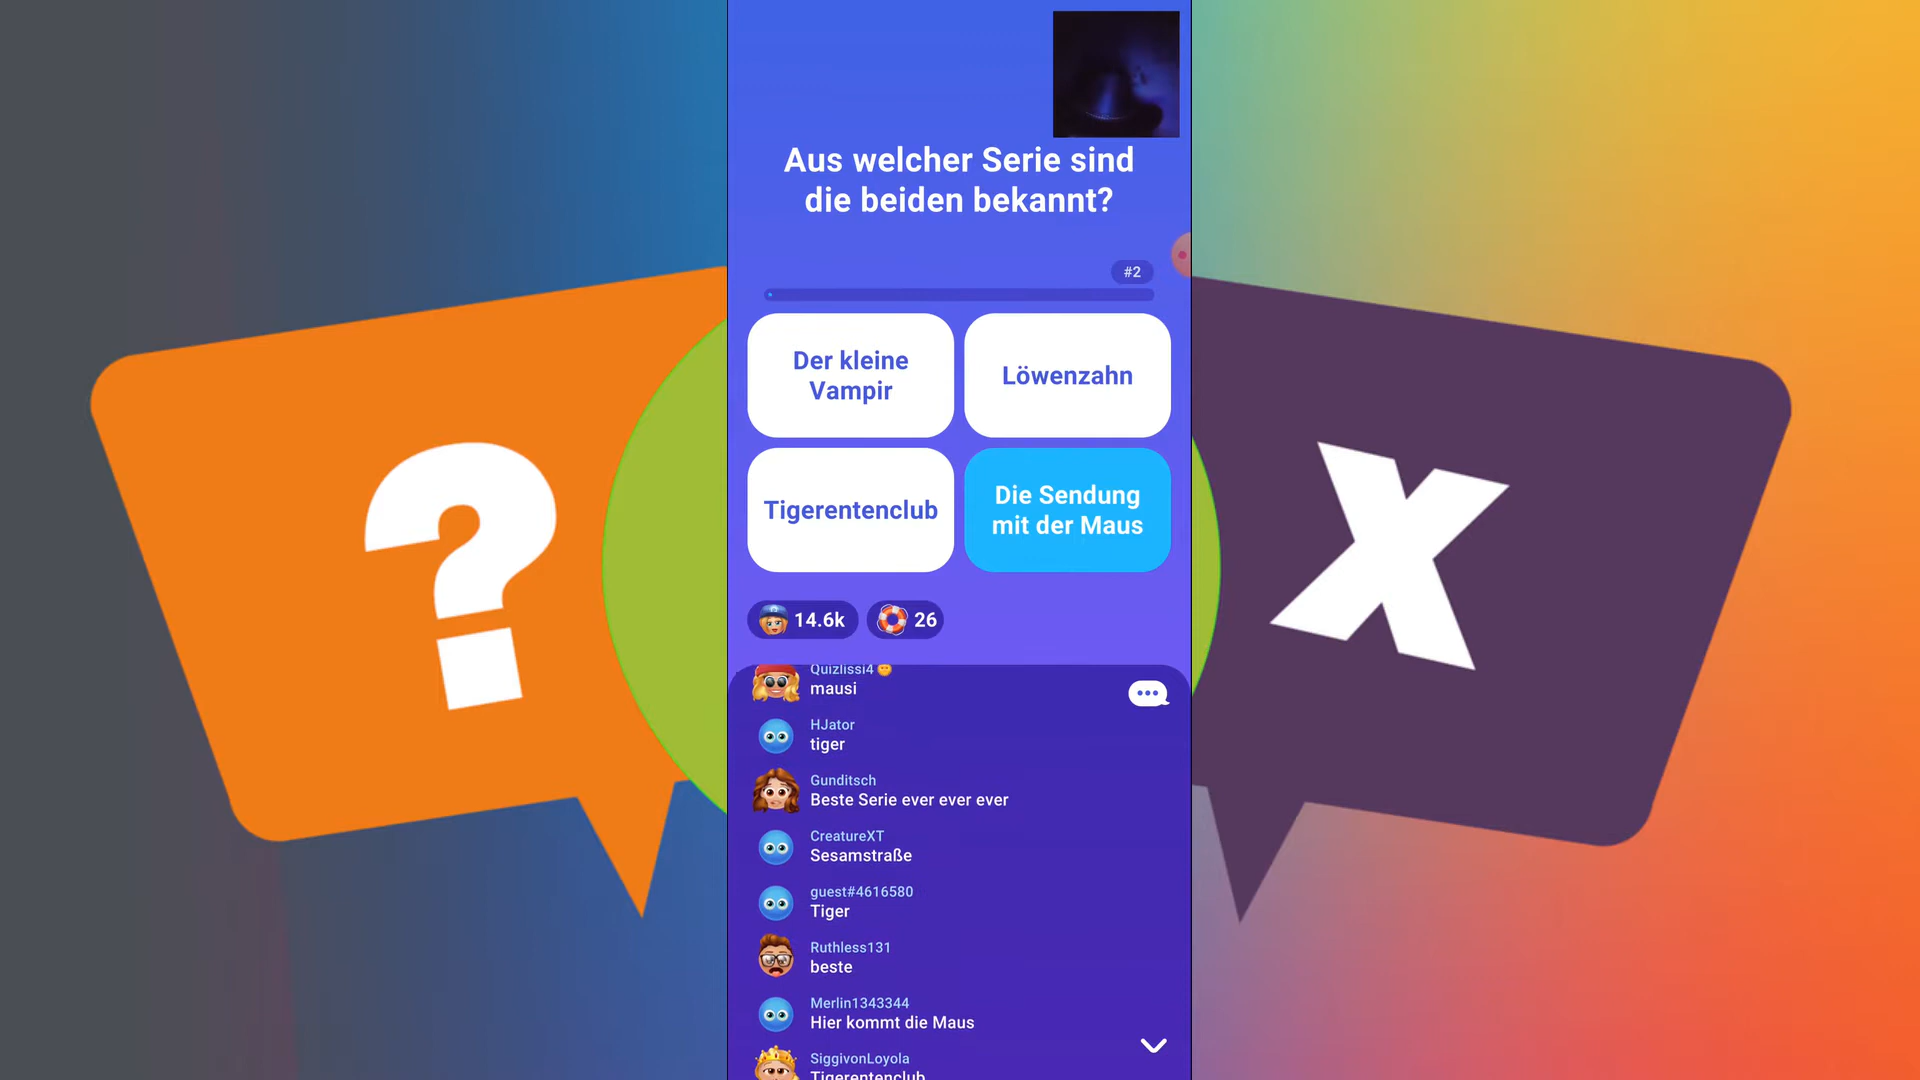 Aus welcher Serie sind
die beiden bekannt?
#2
Der kleine
Vampir
Löwenzahn
Tigerentenclub
Die Sendung
mit der Maus
14.6k
26
?
X
Quizlissi4
mausi
HJator
tiger
Gunditsch
Beste Serie ever ever ever
CreatureXT
Sesamstraße
guest#4616580
Tiger
Ruthless131
beste
Merlin1343344
Hier kommt die Maus
SiggivonLoyola
Tigerentenclub